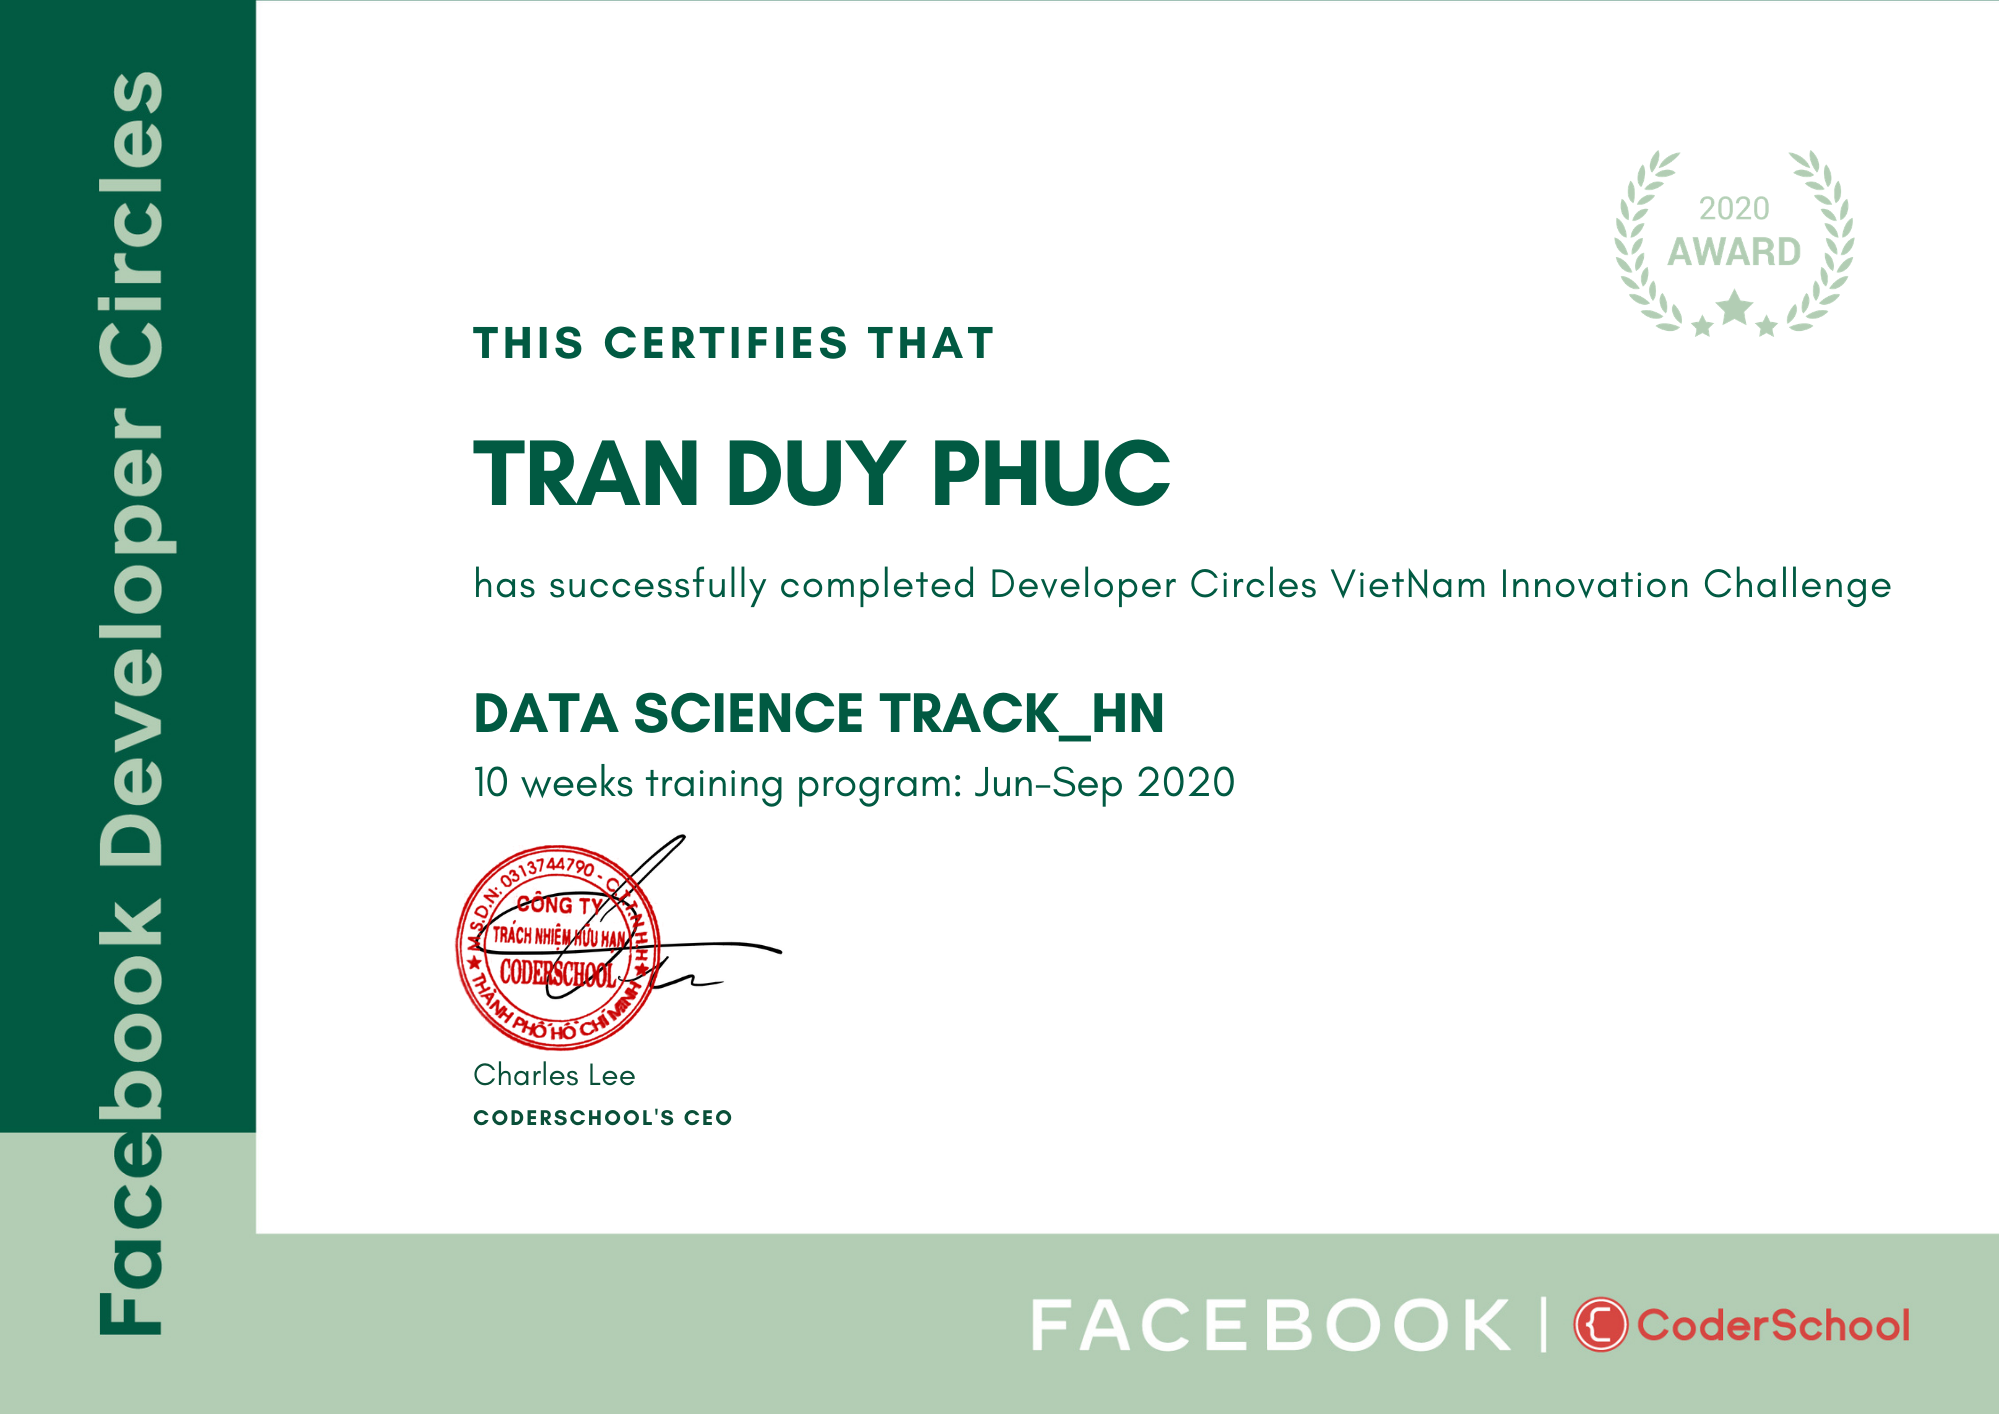 Facebook Developer Circles
2020
AWARD
THIS CERTIFIES THAT
TRAN DUY PHUC
has successfully completed Developer Circles VietNam Innovation Challenge
DATA SCIENCE TRACK_HN
10 weeks training program: Jun-Sep 2020
M.S.D.N: 0313744790 - C.T.T.N.H.H
CÔNG TY
TRÁCH NHIỆM HỮU HẠN
CODERSCHOOL
THÀNH PHỐ HỒ CHÍ MINH
Charles Lee
CODERSCHOOL'S CEO
FACEBOOK | CoderSchool